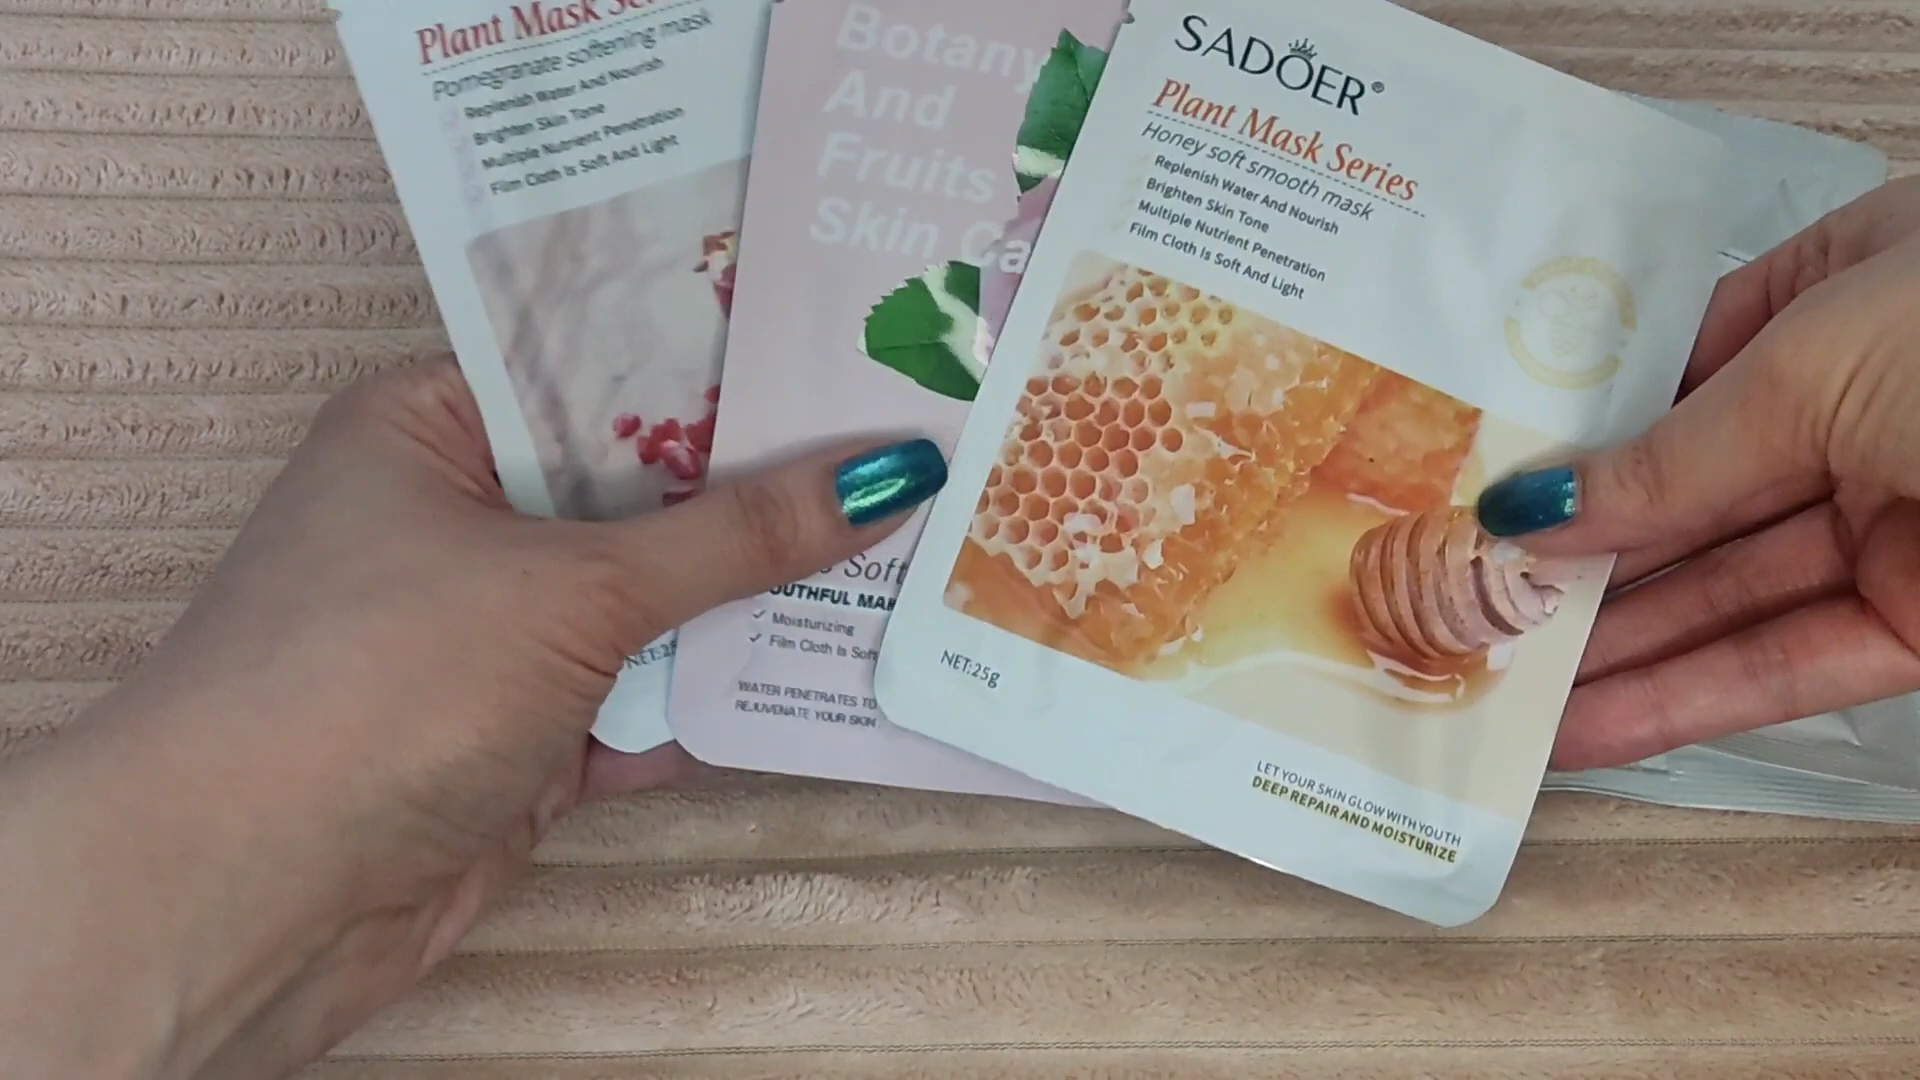 Plant Mask
Pomegranate softening mask
Replenish Water And Nourish
Brighten Skin Tone
Multiple Nutrient Penetration
Film Cloth Is Soft And Light
NET:25
Botany
And
Fruits
Skin Ca
Soft
OUTHFUL MA
Moisturizing
Film Cloth Is Soft
WATER PENETRATES TO
REJUVENATE YOUR SKIN
SADOER®
Plant Mask Series
Honey soft smooth mask
Replenish Water And Nourish
Brighten Skin Tone
Multiple Nutrient Penetration
Film Cloth Is Soft And Light
NET:25g
LET YOUR SKIN GLOW WITH YOUTH
DEEP REPAIR AND MOISTURIZE